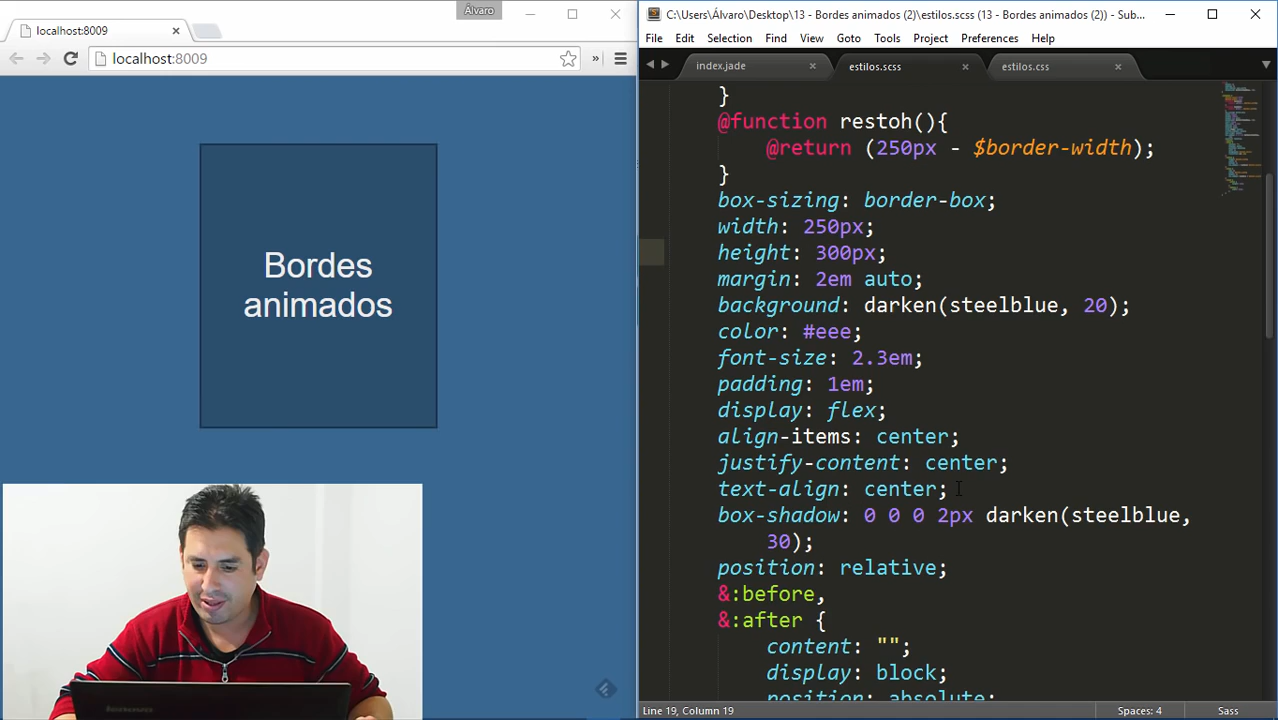 Álvaro
localhost:8009
localhost:8009
»
Bordes
animados
C:\Users\Álvaro\Desktop\13 - Bordes animados (2)\estilos.scss (13 - Bordes animados (2)) - Sub...
File Edit Selection Find View Goto Tools Project Preferences Help
index.jade estilos.scss estilos.css
}
@function restoh(){
@return (250px - $border-width);
}
box-sizing: border-box;
width: 250px;
height: 300px;
margin: 2em auto;
background: darken(steelblue, 20);
color: #eee;
font-size: 2.3em;
padding: 1em;
display: flex;
align-items: center;
justify-content: center;
text-align: center;
box-shadow: 0 0 0 2px darken(steelblue,
30);
position: relative;
&:before,
&:after {
content: "";
display: block;
position: absolute;
Line 19, Column 19 Spaces: 4 Sass